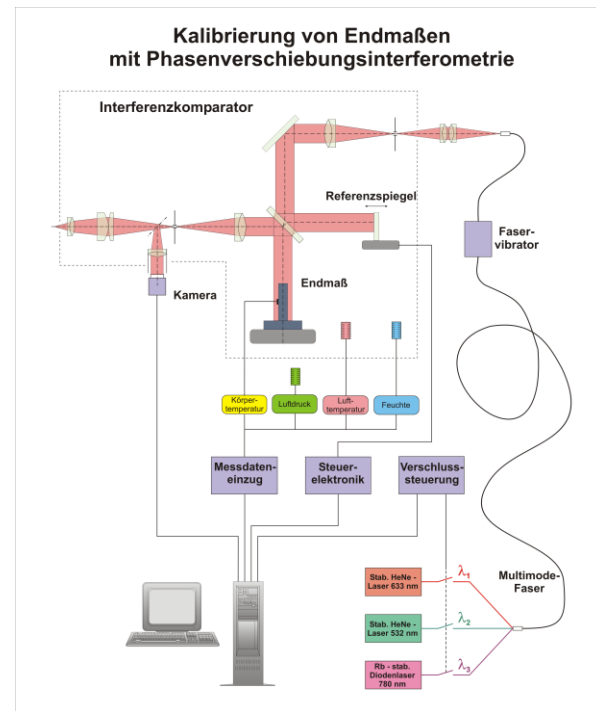 Kalibrierung von Endmaßen
mit Phasenverschiebungsinterferometrie
Interferenzkomparator
Referenzspiegel
Faser-
vibrator
Endmaß
Kamera
Körper-
temperatur
Luftdruck
Luft-
temperatur
Feuchte
Messdaten-
einzug
Steuer-
elektronik
Verschluss-
steuerung
Stab. HeNe -
Laser 633 nm
λ1
Multimode-
Faser
Stab. HeNe -
Laser 532 nm
λ2
Rb - stab.
Diodenlaser
780 nm
λ3